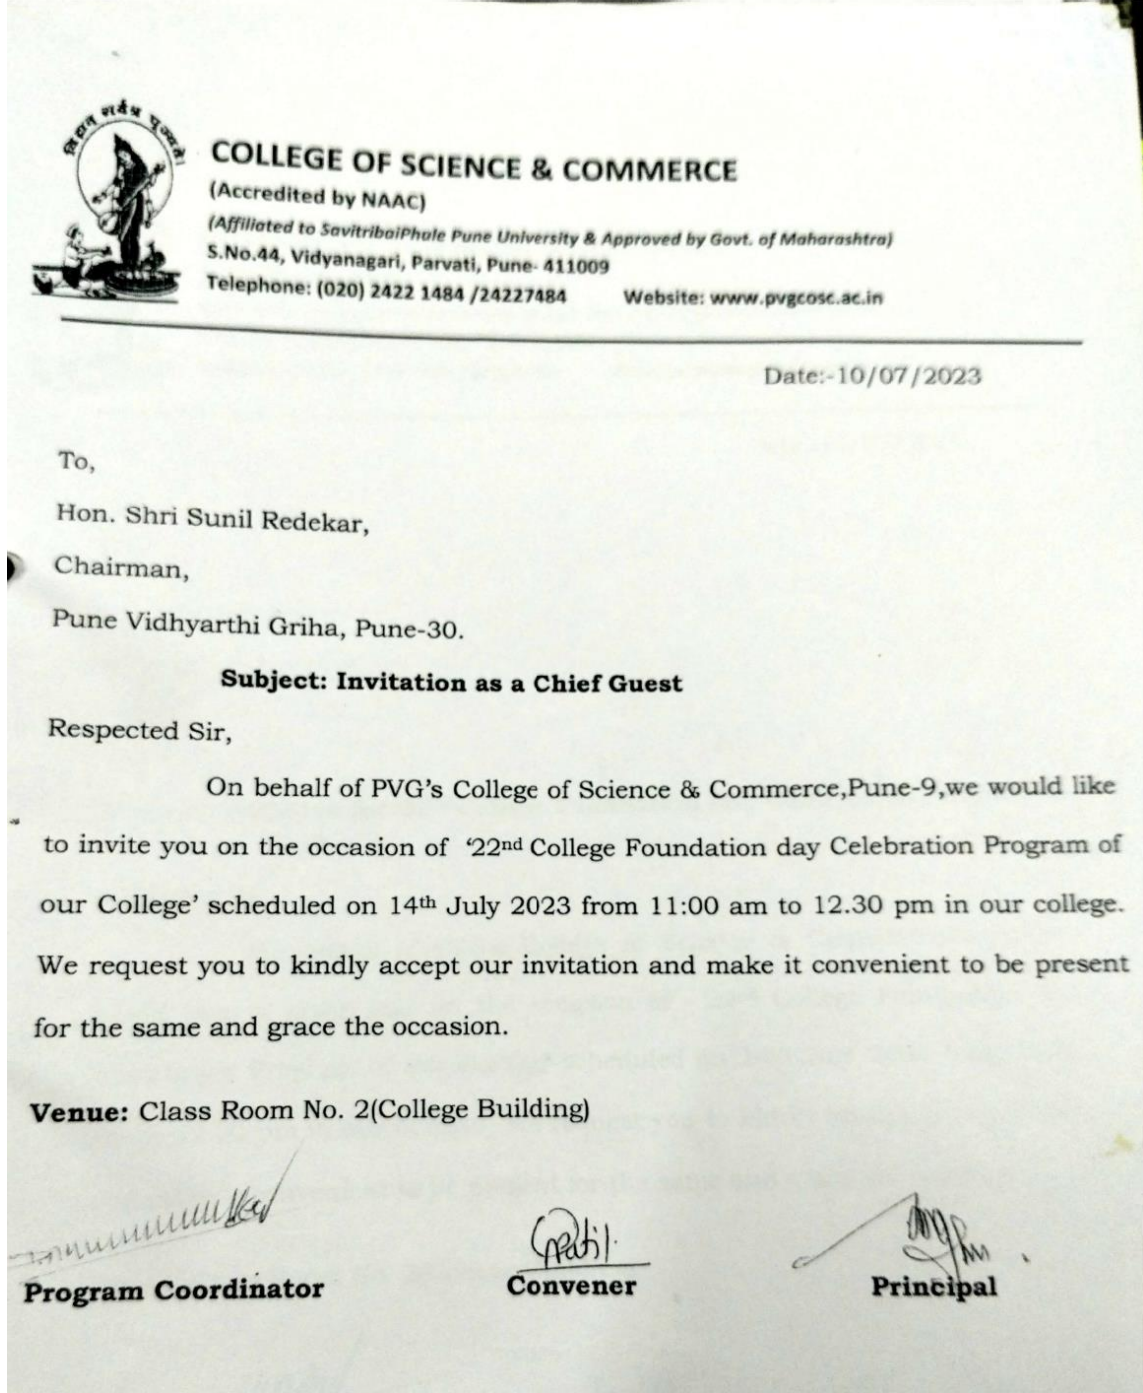 विद्वान् सर्वत्र पूज्यते।
COLLEGE OF SCIENCE & COMMERCE
(Accredited by NAAC)
(Affiliated to SavitribaiPhule Pune University & Approved by Govt. of Maharashtra)
S.No.44, Vidyanagari, Parvati, Pune- 411009
Telephone: (020) 2422 1484 /24227484 Website: www.pvgcosc.ac.in
Date:-10/07/2023
To,
Hon. Shri Sunil Redekar,
Chairman,
Pune Vidhyarthi Griha, Pune-30.
Subject: Invitation as a Chief Guest
Respected Sir,
On behalf of PVG's College of Science & Commerce,Pune-9,we would like
to invite you on the occasion of '22nd College Foundation day Celebration Program of
our College' scheduled on 14th July 2023 from 11:00 am to 12.30 pm in our college.
We request you to kindly accept our invitation and make it convenient to be present
for the same and grace the occasion.
Venue: Class Room No. 2(College Building)
Patil.
Program Coordinator Convener Principal